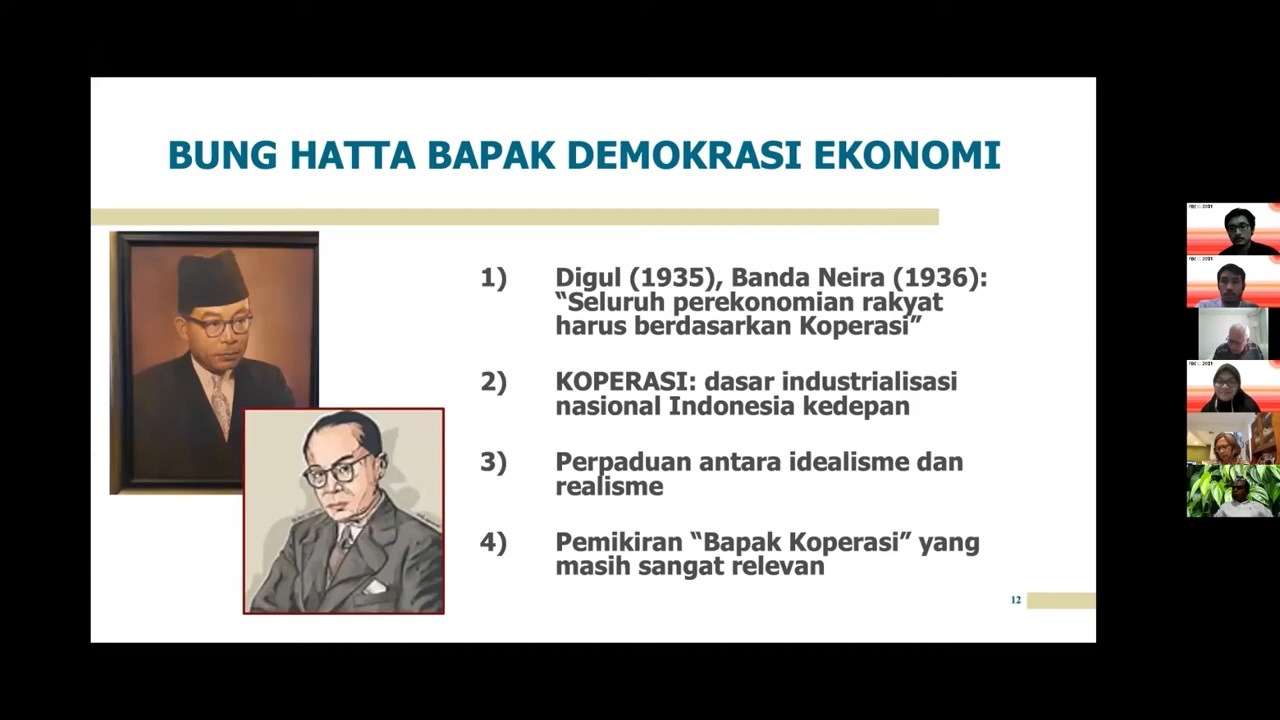 BUNG HATTA BAPAK DEMOKRASI EKONOMI
1) Digul (1935), Banda Neira (1936):
“Seluruh perekonomian rakyat
harus berdasarkan Koperasi”
2) KOPERASI: dasar industrialisasi
nasional Indonesia kedepan
3) Perpaduan antara idealisme dan
realisme
4) Pemikiran “Bapak Koperasi” yang
masih sangat relevan
12